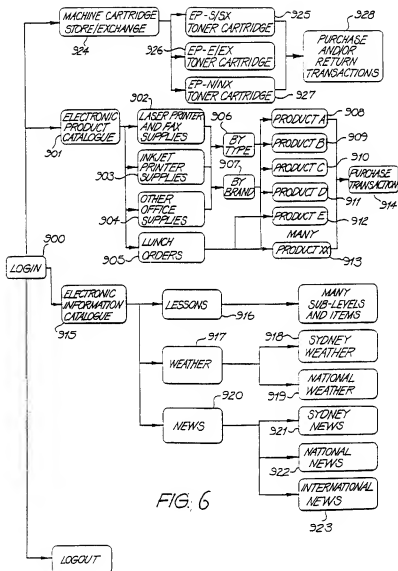 MACHINE CARTRIDGE
STORE/EXCHANGE
924
EP-S/SX
TONER CARTRIDGE
925
926
EP-E/EX
TONER CARTRIDGE
EP-N/NX
TONER CARTRIDGE
927
928
PURCHASE
AND/OR
RETURN
TRANSACTIONS
ELECTRONIC
PRODUCT
CATALOGUE
901
902
LASER PRINTER
AND FAX
SUPPLIES
INKJET
PRINTER
SUPPLIES
903
OTHER
OFFICE
SUPPLIES
904
LUNCH
ORDERS
905
906
BY
TYPE
907
BY
BRAND
PRODUCT A
908
PRODUCT B
909
PRODUCT C
910
PRODUCT D
911
PRODUCT E
912
MANY
PRODUCT XX
913
PURCHASE
TRANSACTION
914
900
LOGIN
ELECTRONIC
INFORMATION
CATALOGUE
915
LESSONS
916
MANY
SUB-LEVELS
AND ITEMS
917
WEATHER
918
SYDNEY
WEATHER
NATIONAL
WEATHER
919
920
NEWS
SYDNEY
NEWS
921
NATIONAL
NEWS
922
INTERNATIONAL
NEWS
923
FIG. 6
LOGOUT